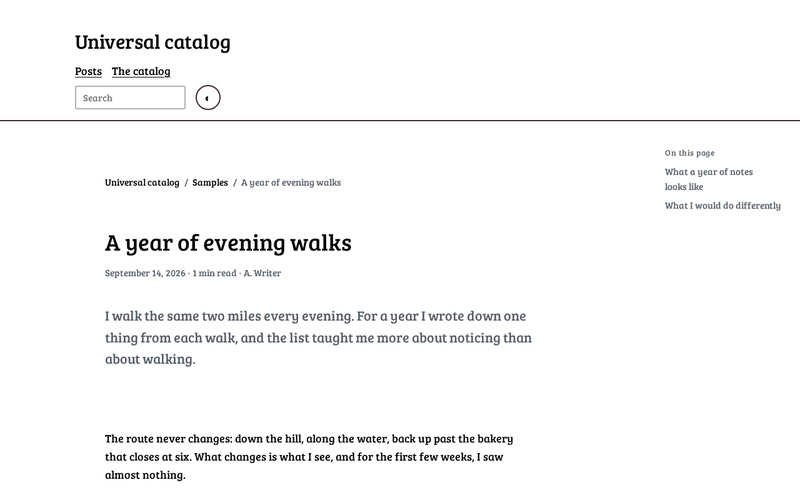 Universal catalog
Posts The catalog
Search
On this page
What a year of notes
looks like
What I would do differently
Universal catalog / Samples / A year of evening walks
A year of evening walks
September 14, 2026 · 1 min read · A. Writer
I walk the same two miles every evening. For a year I wrote down one
thing from each walk, and the list taught me more about noticing than
about walking.
The route never changes: down the hill, along the water, back up past the bakery
that closes at six. What changes is what I see, and for the first few weeks, I saw
almost nothing.